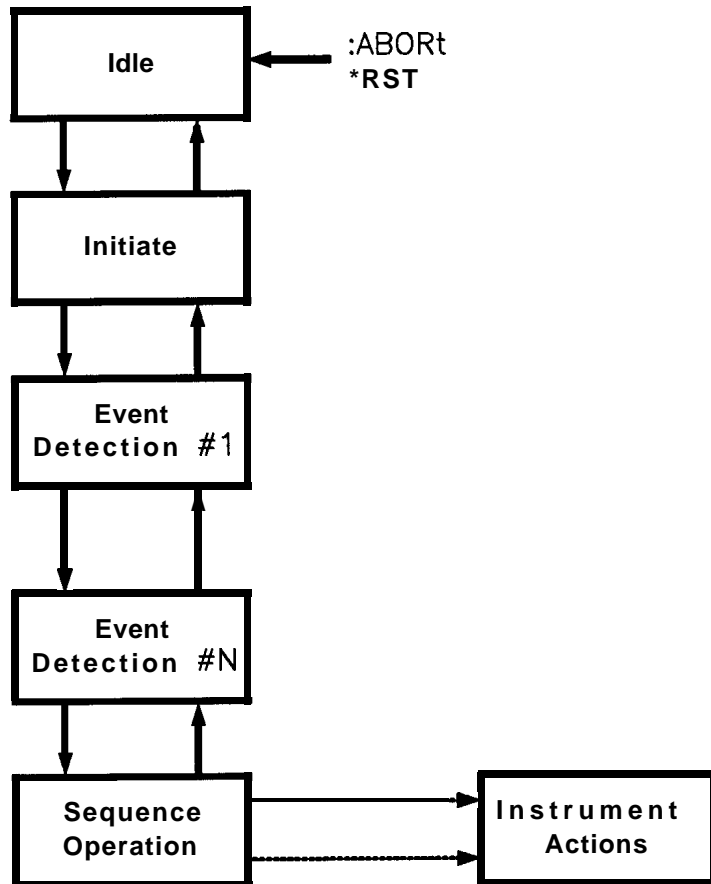 Idle
:ABORt
*RST
Initiate
Event
Detection #1
Event
Detection #N
Sequence
Operation
Instrument
Actions